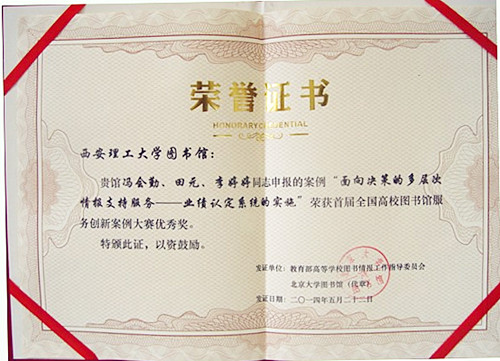 荣誉证书
HONORARY CREDENTIAL
西安理工大学图书馆：
贵馆冯会勤、田元、李婷婷同志申报的案例“面向决策的多层次
情报支持服务——业绩认定系统的实施”荣获首届全国高校图书馆服
务创新案例大赛优秀奖。
特颁此证，以资鼓励。
发证单位：教育部高等学校图书情报工作指导委员会
北京大学图书馆（代章）
发证日期：二〇一四年五月二十二日